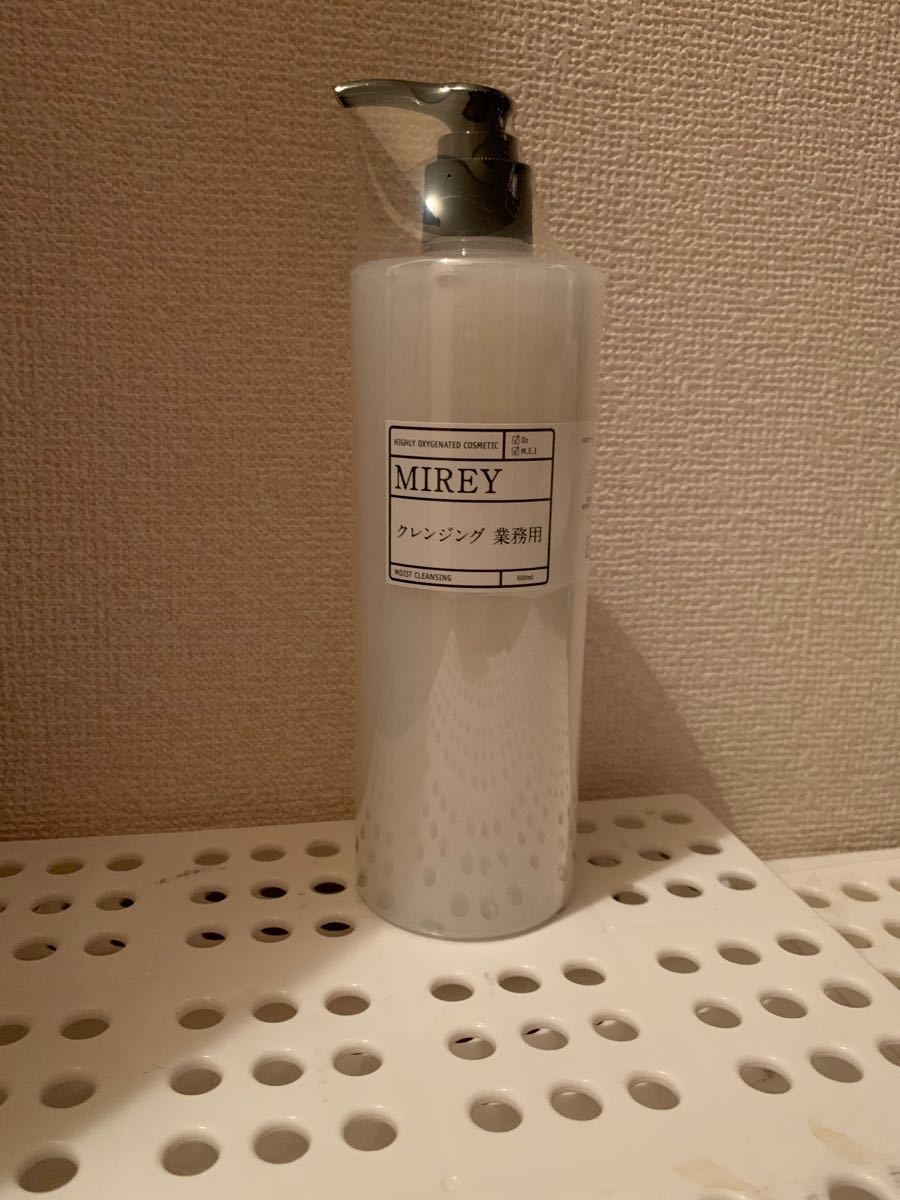 HIGHLY OXYGENATED COSMETIC
☑ O₂
☑ M.E.I
MIREY
クレンジング 業務用
MOIST CLEANSING
500ml